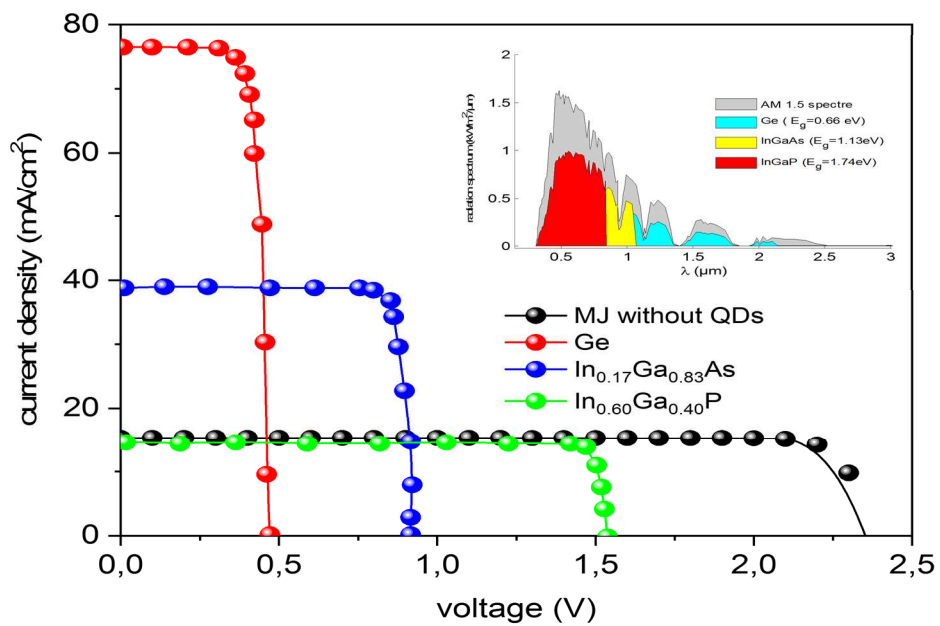 80
60
40
20
0
0,0
0,5
1,0
1,5
2,0
2,5
current density (mA/cm²)
voltage (V)
2
1.5
1
0.5
0
0.5
1
1.5
2
2.5
3
radiation spectrum(kW/m²/µm)
λ (µm)
AM 1.5 spectre
Ge ( E_g=0.66 eV)
InGaAs (E_g=1.13eV)
InGaP (E_g=1.74eV)
MJ without QDs
Ge
In₀.₁₇Ga₀.₈₃As
In₀.₆₀Ga₀.₄₀P